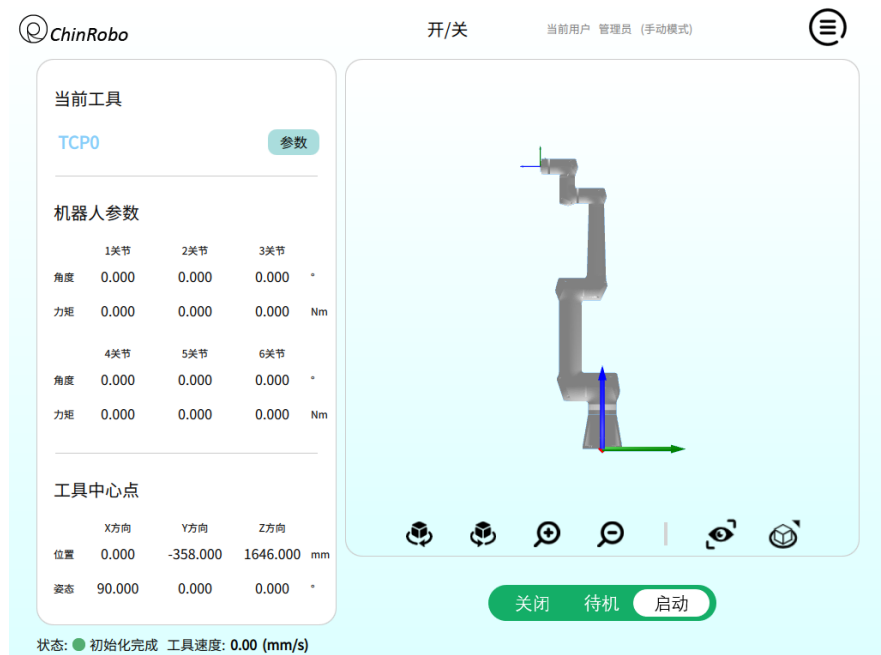 ChinRobo
开/关
当前用户 管理员 (手动模式)
当前工具
TCP0 参数
机器人参数
1关节 2关节 3关节
角度 0.000 0.000 0.000 °
力矩 0.000 0.000 0.000 Nm
4关节 5关节 6关节
角度 0.000 0.000 0.000 °
力矩 0.000 0.000 0.000 Nm
工具中心点
X方向 Y方向 Z方向
位置 0.000 -358.000 1646.000 mm
姿态 90.000 0.000 0.000 °
关闭 待机 启动
状态: 初始化完成 工具速度: 0.00 (mm/s)